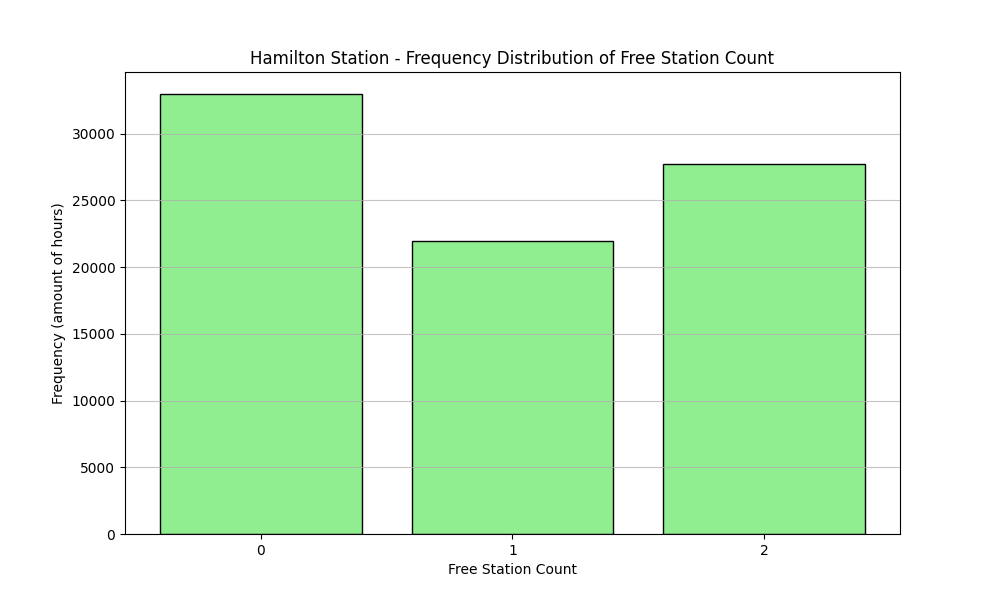 Hamilton Station - Frequency Distribution of Free Station Count
Frequency (amount of hours)
30000
25000
20000
15000
10000
5000
0
0 1 2
Free Station Count